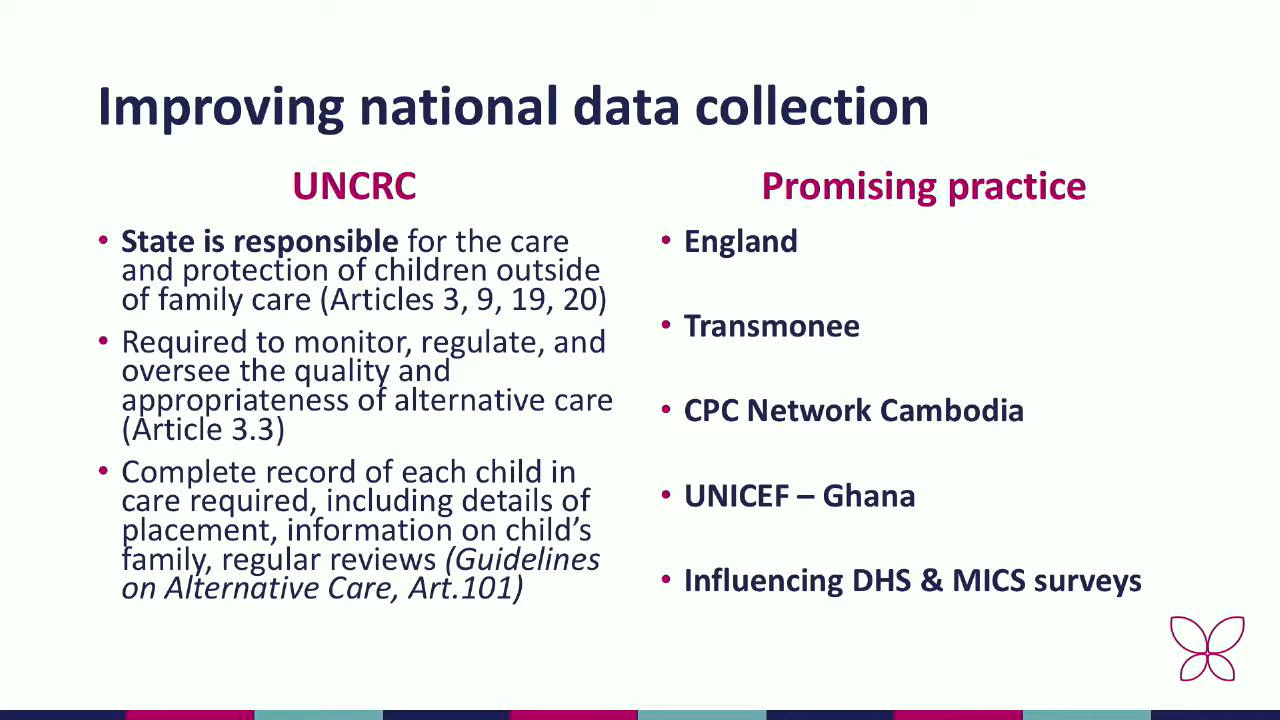 Improving national data collection
UNCRC
• State is responsible for the care
and protection of children outside
of family care (Articles 3, 9, 19, 20)
• Required to monitor, regulate, and
oversee the quality and
appropriateness of alternative care
(Article 3.3)
• Complete record of each child in
care required, including details of
placement, information on child’s
family, regular reviews (Guidelines
on Alternative Care, Art.101)
Promising practice
• England
• Transmonee
• CPC Network Cambodia
• UNICEF – Ghana
• Influencing DHS & MICS surveys